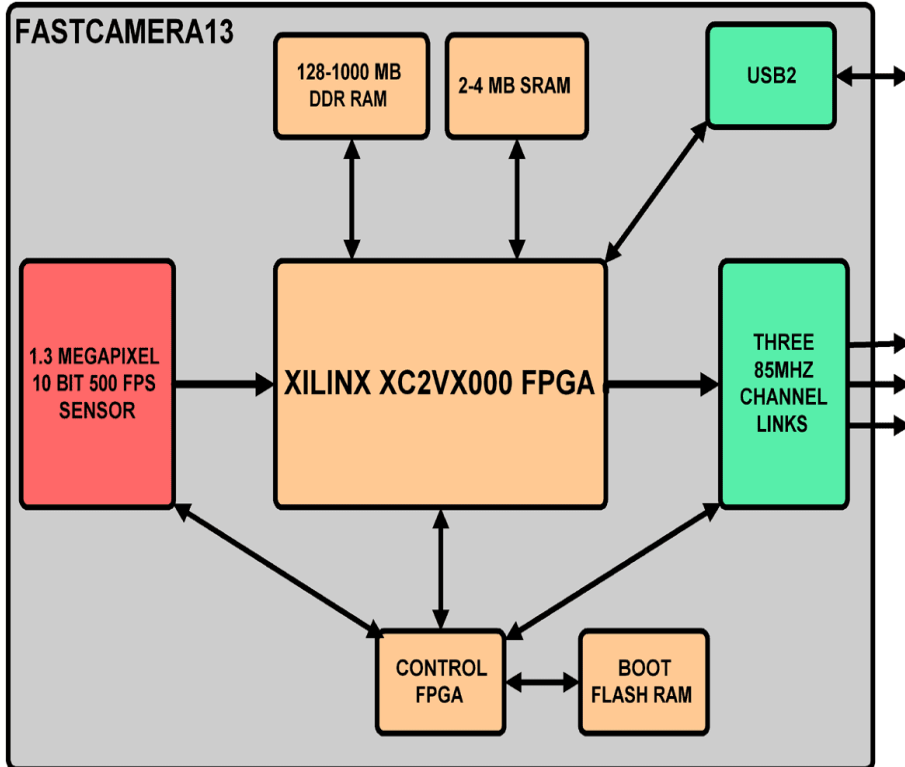 FASTCAMERA13
128-1000 MB
DDR RAM
2-4 MB SRAM
USB2
1.3 MEGAPIXEL
10 BIT 500 FPS
SENSOR
XILINX XC2VX000 FPGA
THREE
85MHZ
CHANNEL
LINKS
CONTROL
FPGA
BOOT
FLASH RAM